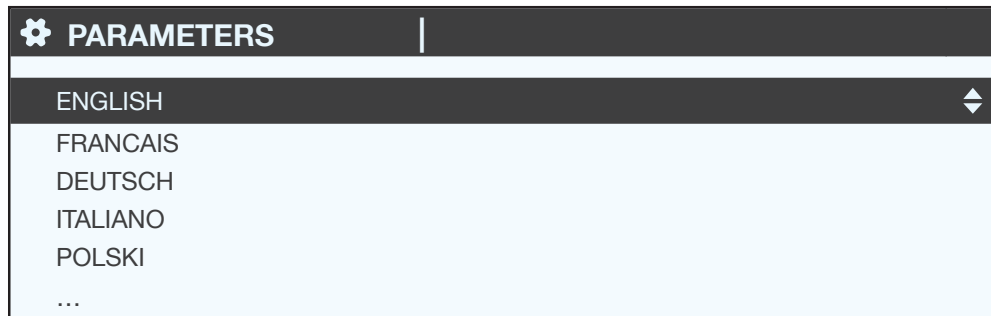 PARAMETERS
ENGLISH
FRANCAIS
DEUTSCH
ITALIANO
POLSKI
…